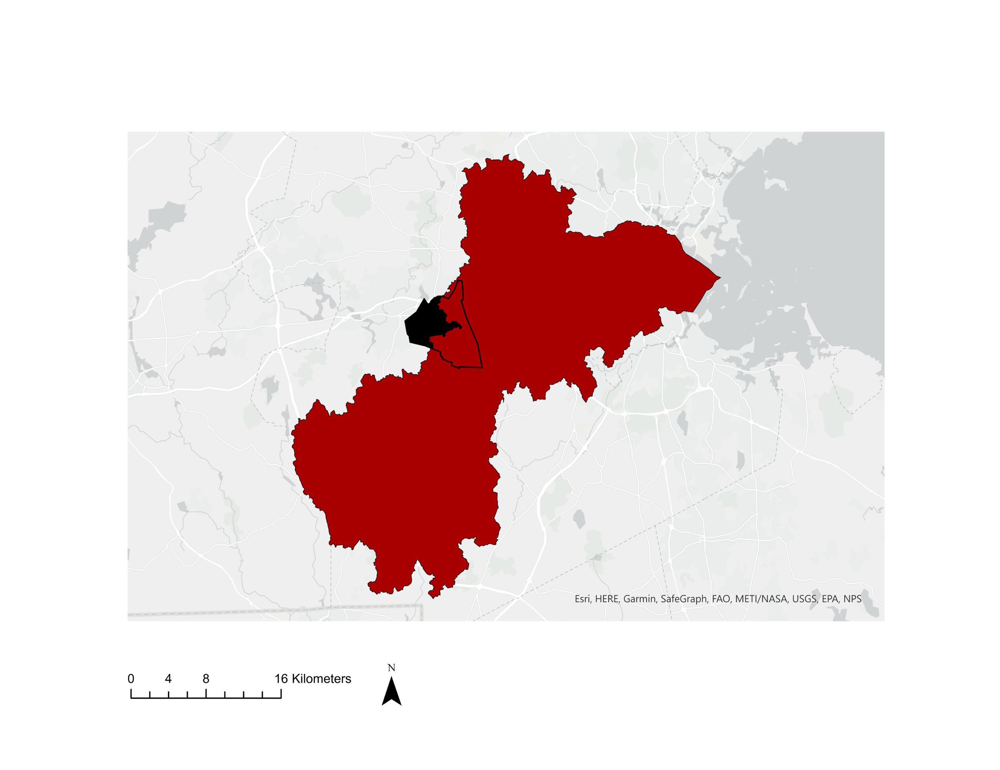 Esri, HERE, Garmin, SafeGraph, FAO, METI/NASA, USGS, EPA, NPS
N
0 4 8 16 Kilometers